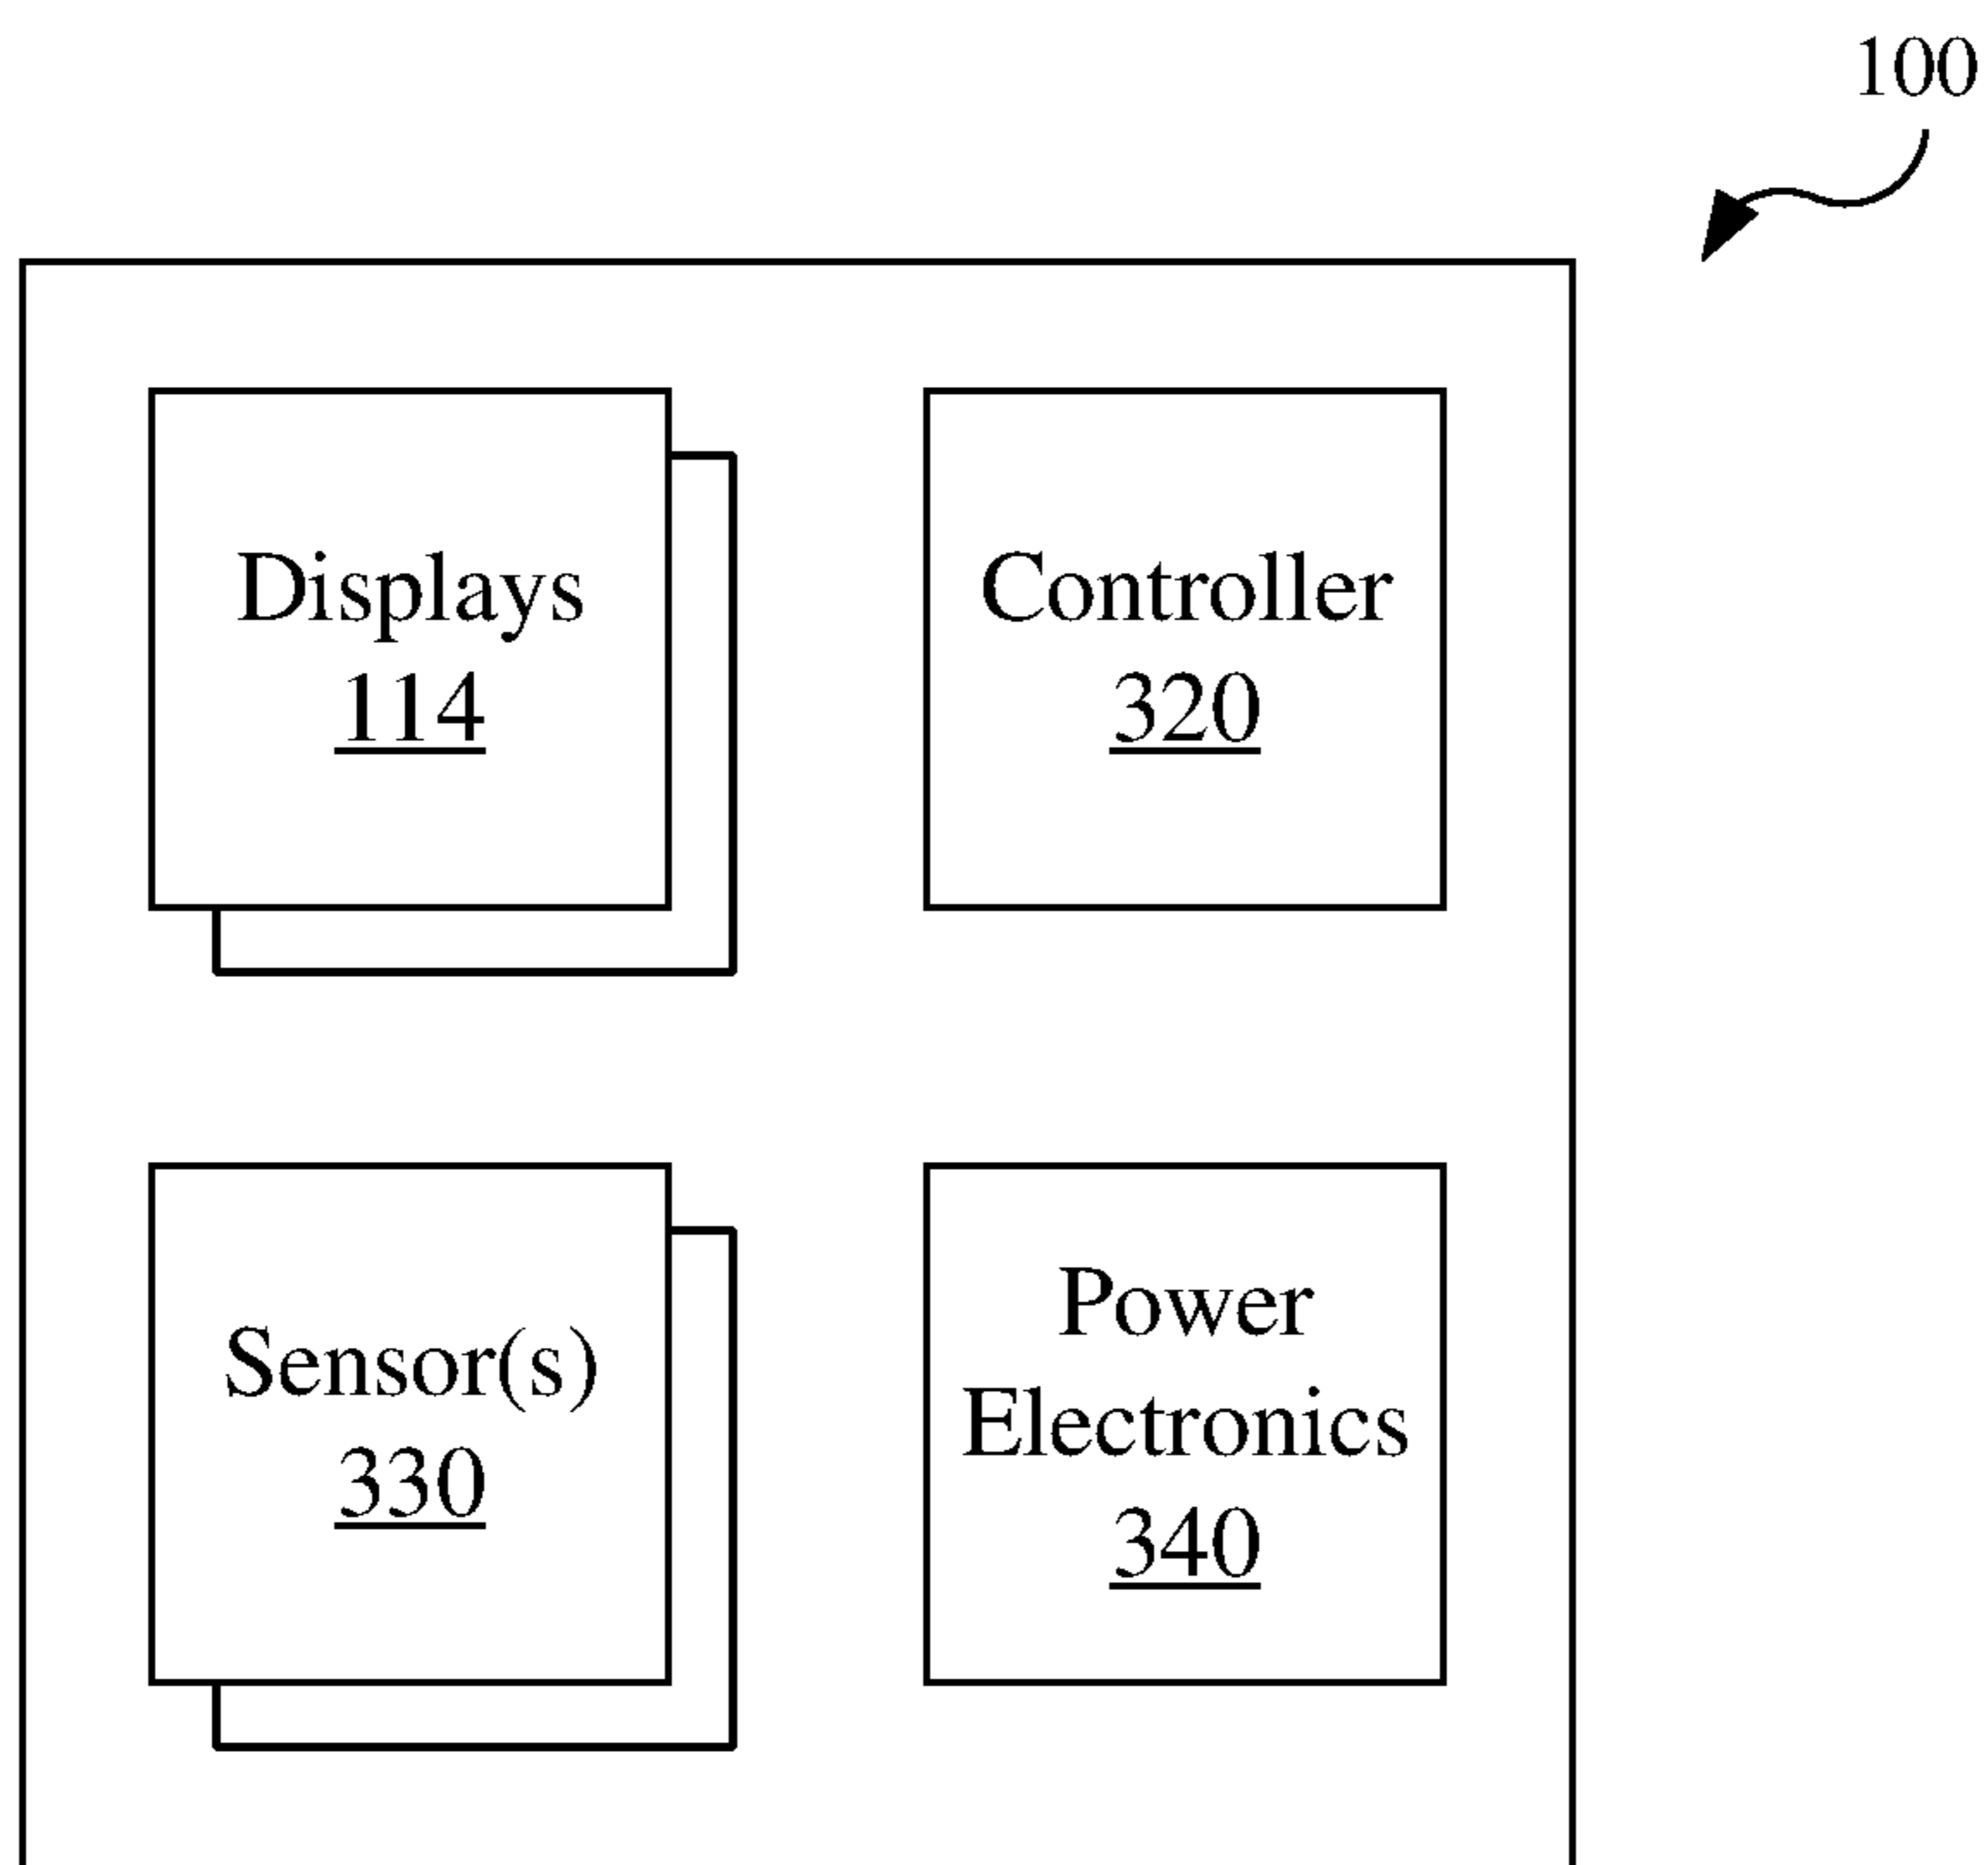 100
Displays
114
Controller
320
Sensor(s)
330
Power
Electronics
340